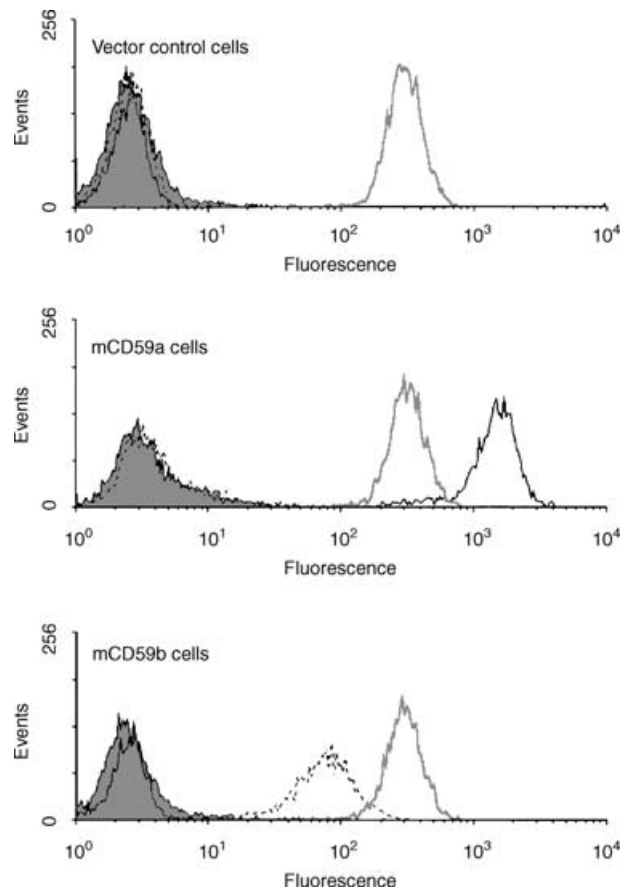 256
Vector control cells
Events
0
10⁰ 10¹ 10² 10³ 10⁴
Fluorescence
256
mCD59a cells
Events
0
10⁰ 10¹ 10² 10³ 10⁴
Fluorescence
256
mCD59b cells
Events
0
10⁰ 10¹ 10² 10³ 10⁴
Fluorescence